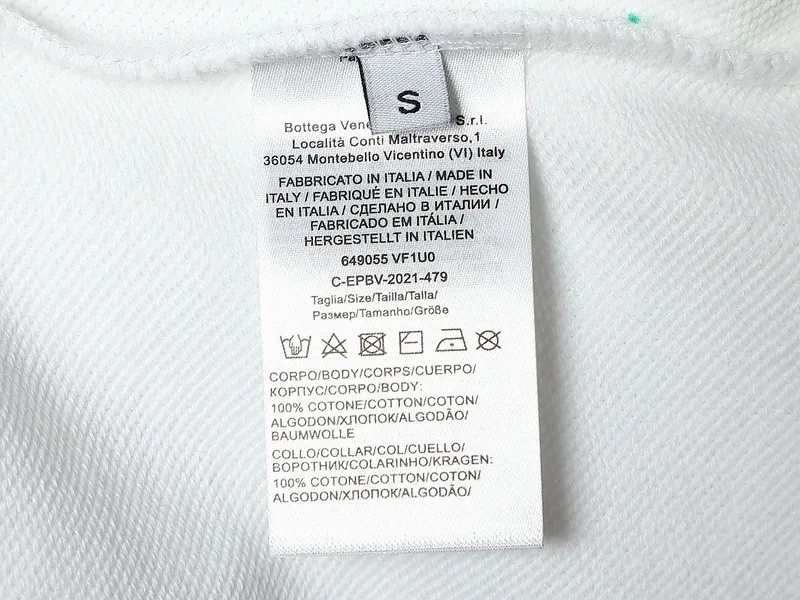 S
Bottega Vene S.r.l.
Località Conti Maltraverso,1
36054 Montebello Vicentino (VI) Italy
FABBRICATO IN ITALIA / MADE IN
ITALY / FABRIQUÉ EN ITALIE / HECHO
EN ITALIA / СДЕЛАНО В ИТАЛИИ /
FABRICADO EM ITÁLIA /
HERGESTELLT IN ITALIEN
649055 VF1U0
C-EPBV-2021-479
Taglia/Size/Tailla/Talla/
Размер/Tamanho/Größe
CORPO/BODY/CORPS/CUERPO/
КОРПУС/CORPO/BODY:
100% COTONE/COTTON/COTON/
ALGODON/ХЛОПОК/ALGODÃO/
BAUMWOLLE
COLLO/COLLAR/COL/CUELLO/
ВОРОТНИК/COLARINHO/KRAGEN:
100% COTONE/COTTON/COTON/
ALGODON/ХЛОПОК/ALGODÃO/